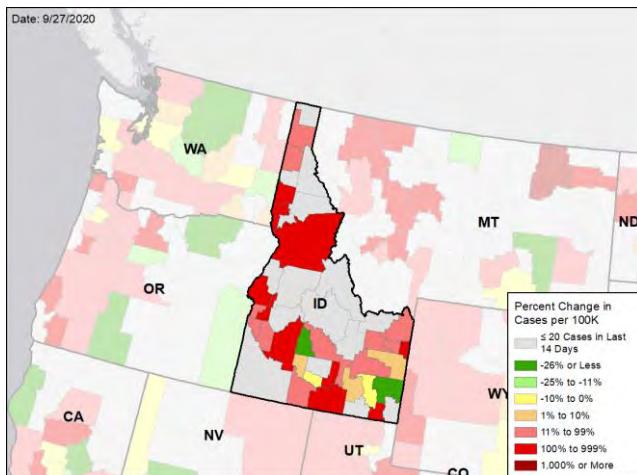 Date: 9/27/2020
WA
MT
ND
OR
ID
WY
CA
NV
UT
CO
Percent Change in
Cases per 100K
≤ 20 Cases in Last
14 Days
-26% or Less
-25% to -11%
-10% to 0%
1% to 10%
11% to 99%
100% to 999%
1,000% or More